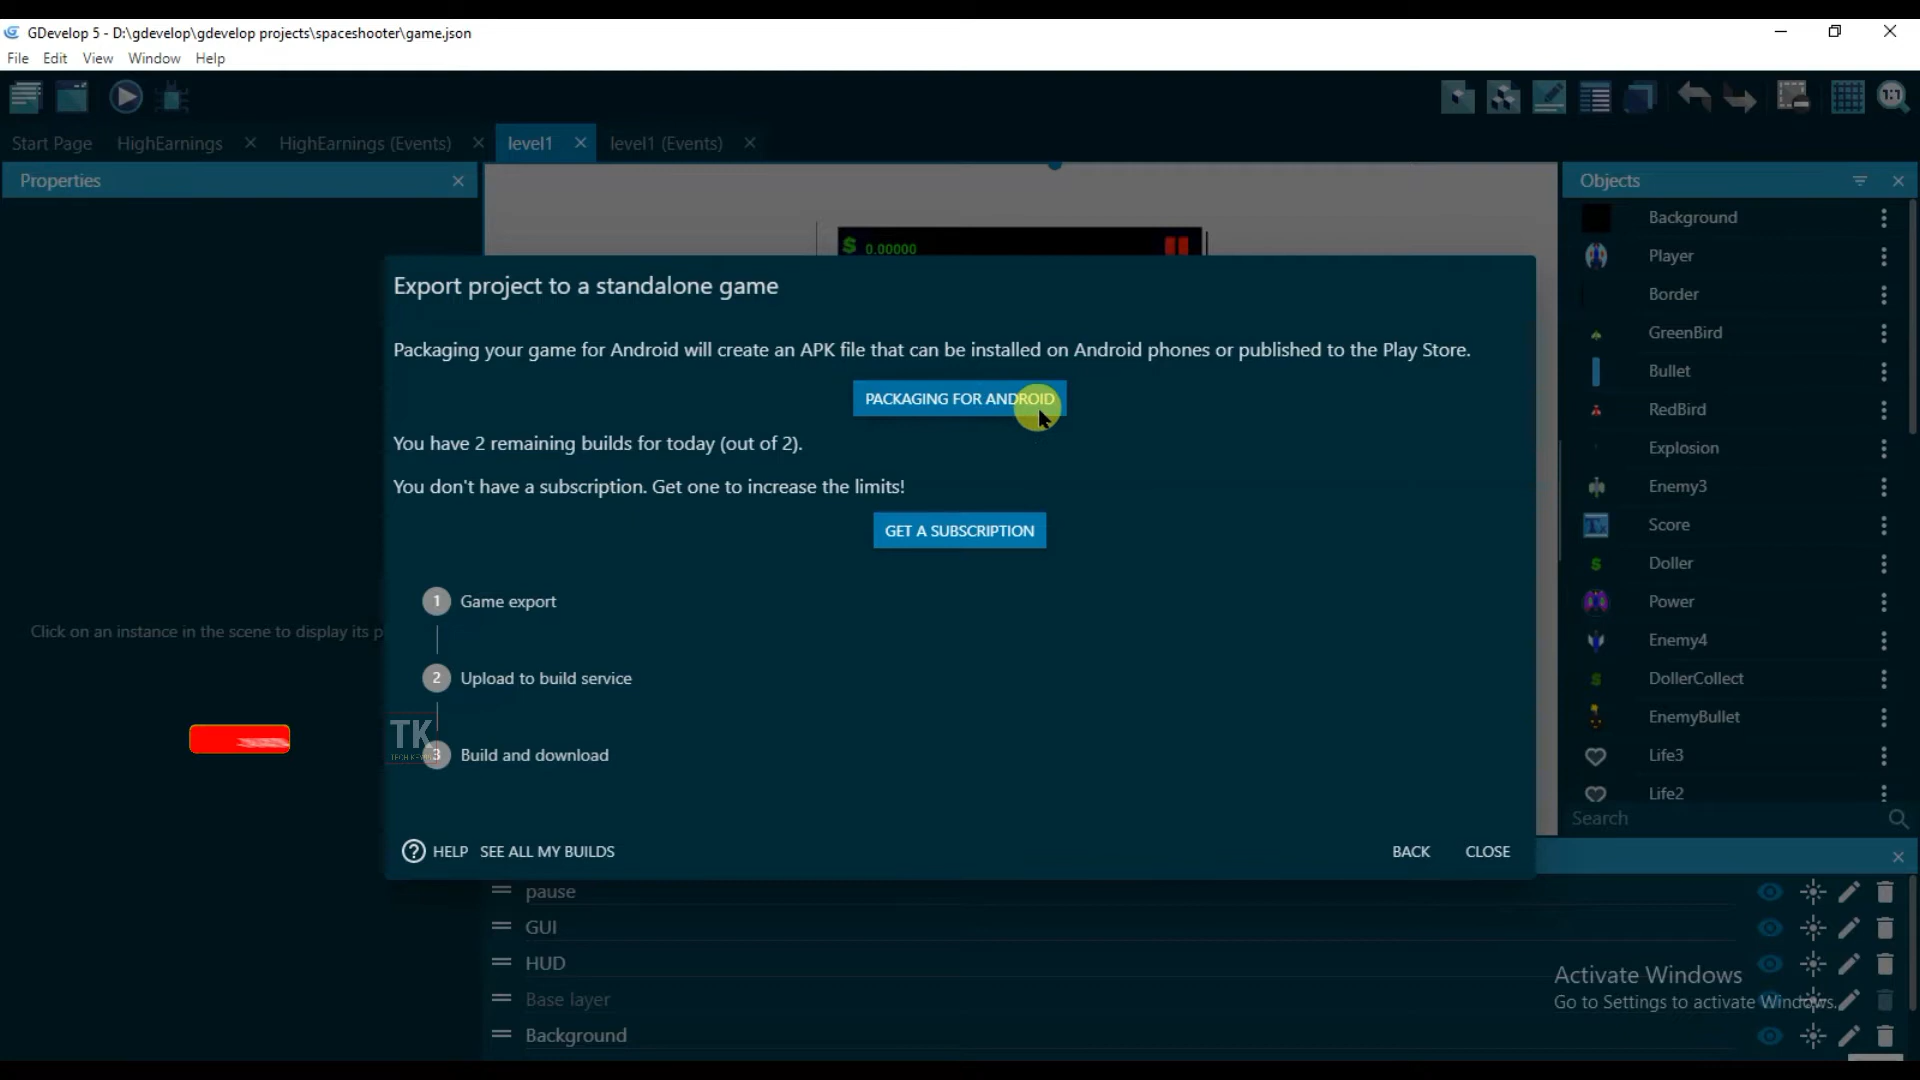 GDevelop 5 - D:\gdevelop\gdevelop projects\spaceshooter\game.json
File Edit View Window Help
Start Page HighEarnings HighEarnings (Events) level1 level1 (Events)
Properties
Objects
$ 0.00000
Background
Player
Border
GreenBird
Bullet
RedBird
Explosion
Enemy3
Score
Doller
Power
Enemy4
DollerCollect
EnemyBullet
Life3
Life2
Search
Export project to a standalone game
Packaging your game for Android will create an APK file that can be installed on Android phones or published to the Play Store.
PACKAGING FOR ANDROID
You have 2 remaining builds for today (out of 2).
You don't have a subscription. Get one to increase the limits!
GET A SUBSCRIPTION
1 Game export
2 Upload to build service
3 Build and download
HELP SEE ALL MY BUILDS
BACK CLOSE
Click on an instance in the scene to display its p
TK
pause
GUI
HUD
Base layer
Background
Activate Windows
Go to Settings to activate Windows.
1:1